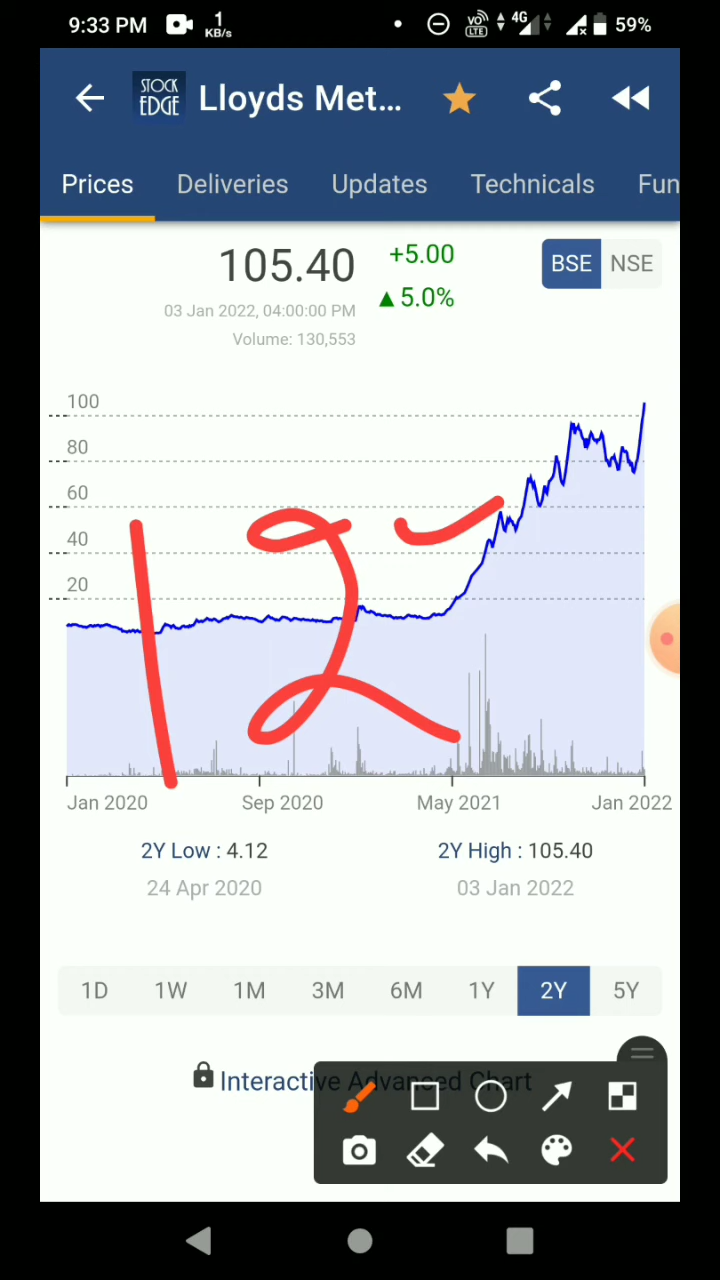 9:33 PM 1 KB/s VO LTE 4G 59%
STOCK EDGE Lloyds Met...
Prices Deliveries Updates Technicals Fun
105.40 +5.00 BSE NSE
03 Jan 2022, 04:00:00 PM ▲ 5.0%
Volume: 130,553
100
80
60
40
20
12
Jan 2020 Sep 2020 May 2021 Jan 2022
2Y Low : 4.12 2Y High : 105.40
24 Apr 2020 03 Jan 2022
1D 1W 1M 3M 6M 1Y 2Y 5Y
Interactive Advanced Chart